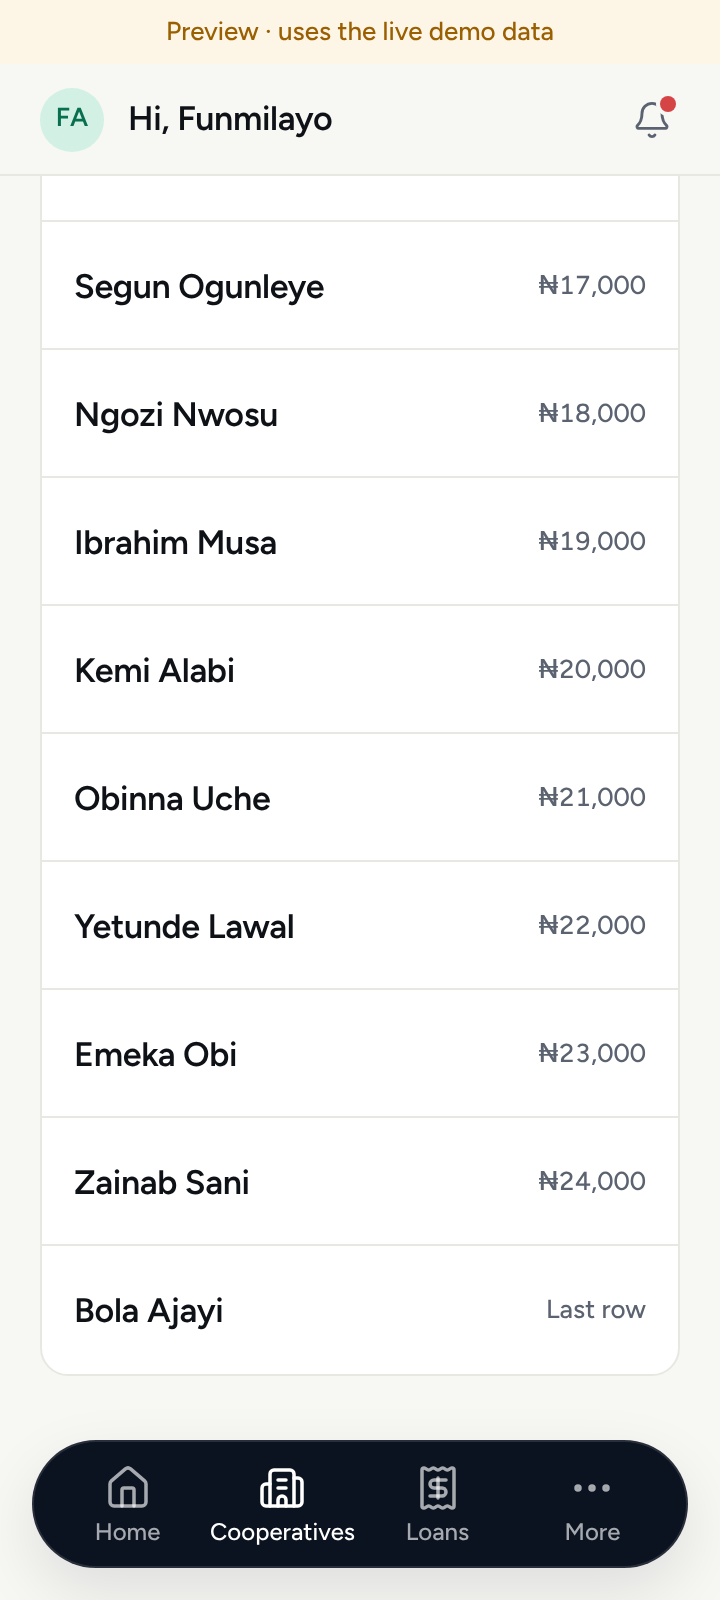 Preview · uses the live demo data
FA
Hi, Funmilayo
Segun Ogunleye ₦17,000
Ngozi Nwosu ₦18,000
Ibrahim Musa ₦19,000
Kemi Alabi ₦20,000
Obinna Uche ₦21,000
Yetunde Lawal ₦22,000
Emeka Obi ₦23,000
Zainab Sani ₦24,000
Bola Ajayi Last row
Home Cooperatives Loans More